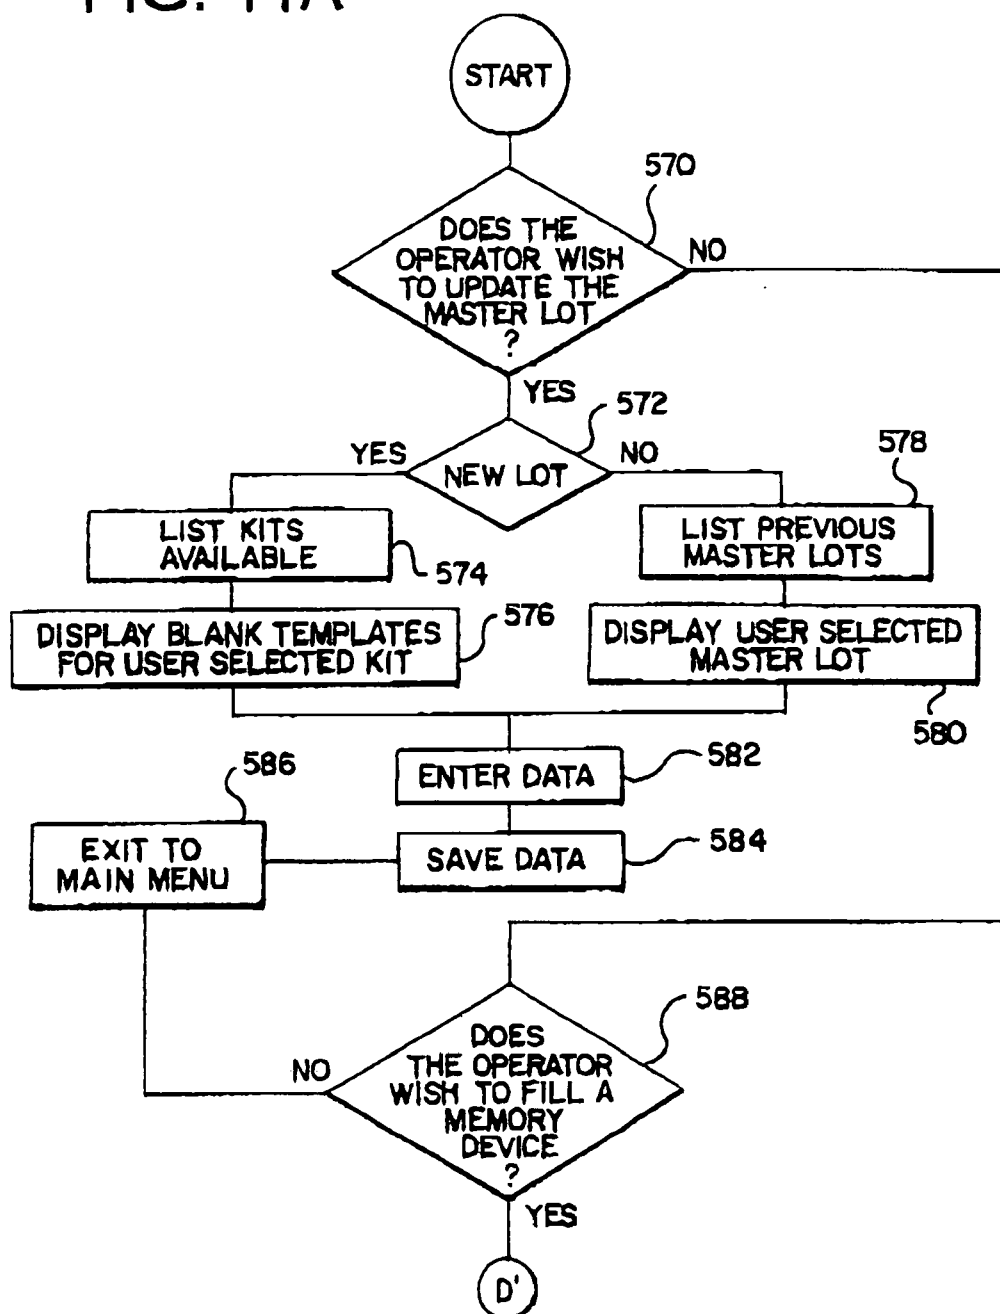 FIG. 11A
START
570
DOES THE
OPERATOR WISH
TO UPDATE THE
MASTER LOT
?
NO
YES
572
YES
NEW LOT
NO
578
LIST KITS
AVAILABLE
574
LIST PREVIOUS
MASTER LOTS
DISPLAY BLANK TEMPLATES
FOR USER SELECTED KIT
576
DISPLAY USER SELECTED
MASTER LOT
580
ENTER DATA
582
586
EXIT TO
MAIN MENU
SAVE DATA
584
588
DOES
THE OPERATOR
WISH TO FILL A
MEMORY
DEVICE
?
NO
YES
D'